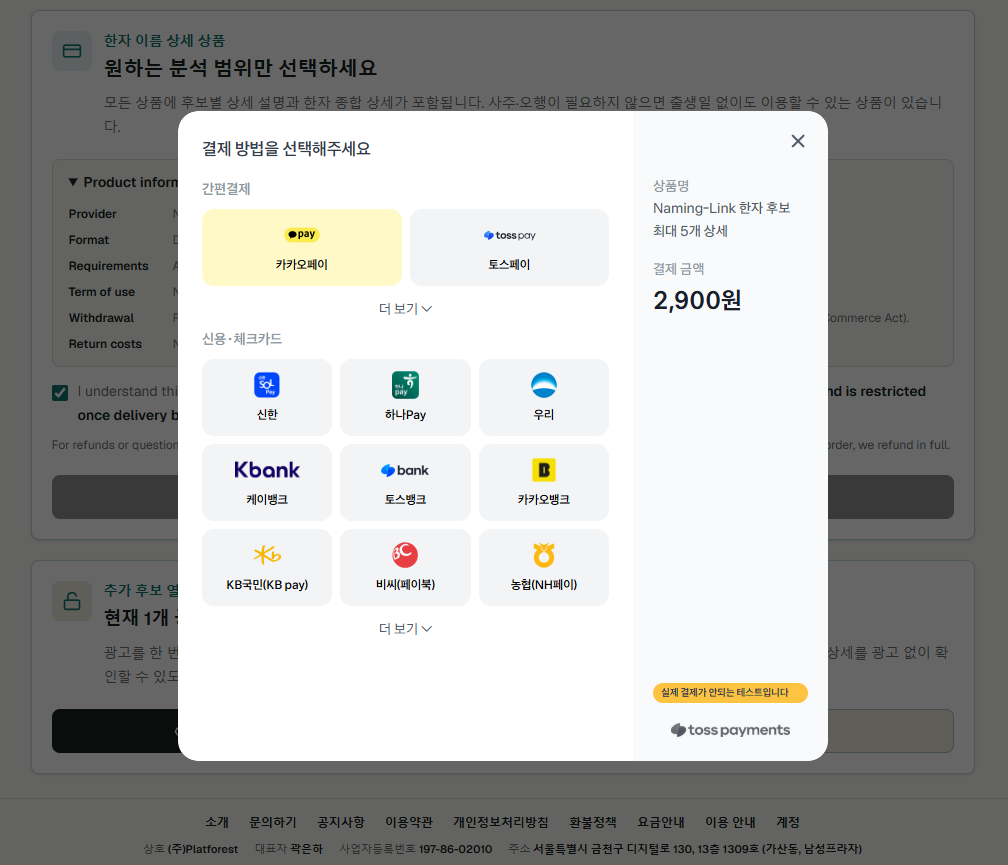 한자 이름 상세 상품
원하는 분석 범위만 선택하세요
모든 상품에 후보별 상세 설명과 한자 종합 상세가 포함됩니다. 사주·오행이 필요하지 않으면 출생일 없이도 이용할 수 있는 상품이 있습니
다.
▼ Product inform
Provider
Format
Requirements
Term of use
Withdrawal
Commerce Act).
Return costs
I understand thi
nd is restricted
once delivery b
For refunds or question
order, we refund in full.
결제 방법을 선택해주세요
간편결제
pay
카카오페이
toss pay
토스페이
더 보기
신용·체크카드
신한 SOL Pay
신한
하나 pay
하나Pay
우리
Kbank
케이뱅크
bank
토스뱅크
B
카카오뱅크
Kb
KB국민(KB pay)
BC
비씨(페이북)
농협(NH페이)
더 보기
상품명
Naming-Link 한자 후보
최대 5개 상세
결제 금액
2,900원
실제 결제가 안되는 테스트입니다
toss payments
추가 후보 열
현재 1개
광고를 한 번
상세를 광고 없이 확
인할 수 있도
소개 문의하기 공지사항 이용약관 개인정보처리방침 환불정책 요금안내 이용 안내 계정
상호 (주)Platforest 대표자 곽은하 사업자등록번호 197-86-02010 주소 서울특별시 금천구 디지털로 130, 13층 1309호 (가산동, 남성프라자)